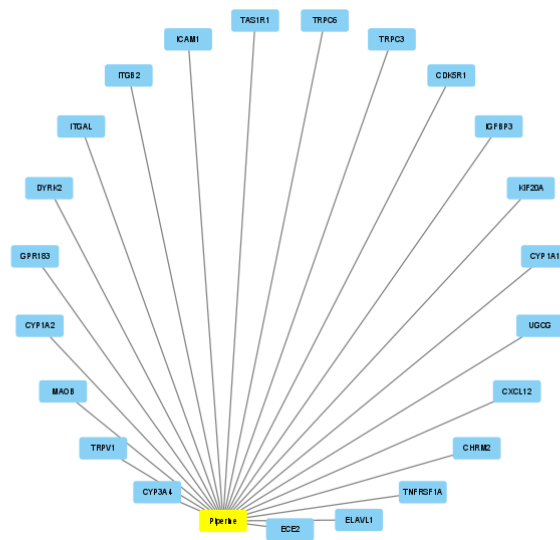 TAS1R1
TRPC6
ICAM1
TRPC3
ITGB2
CDK5R1
ITGAL
IGFBP3
DYRK2
KIF20A
GPR183
CYP1A1
CYP1A2
UGCG
MAOB
CXCL12
TRPV1
CHRM2
CYP3A4
TNFRSF1A
Piperine
ECE2
ELAVL1